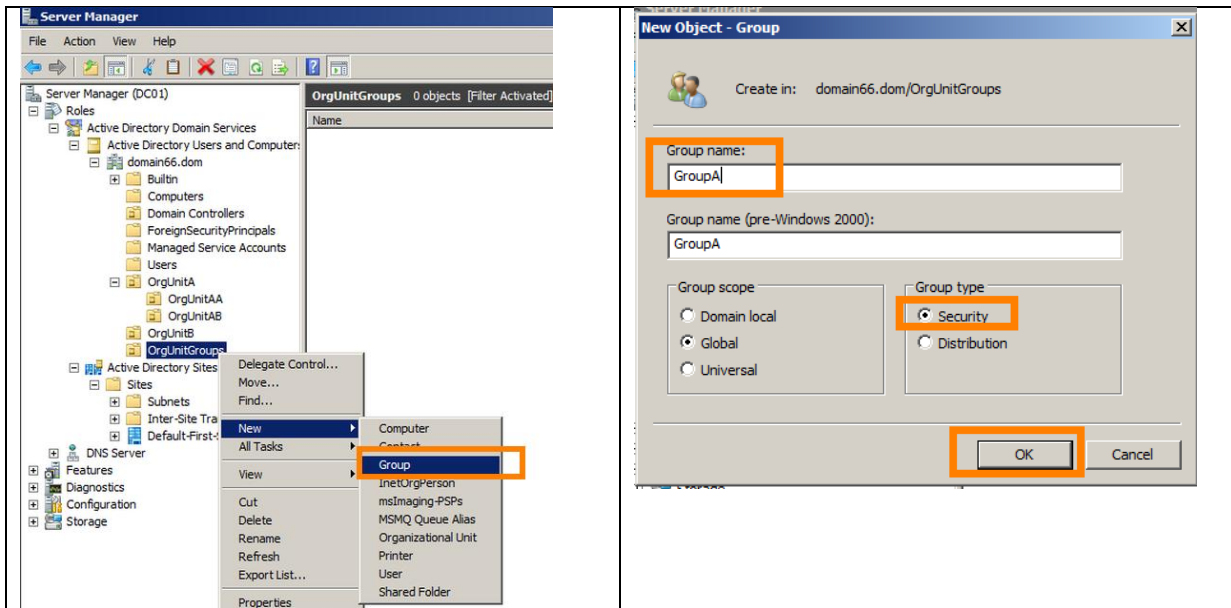 Server Manager
File Action View Help
Server Manager (DC01)
Roles
Active Directory Domain Services
Active Directory Users and Computer
domain66.dom
Builtin
Computers
Domain Controllers
ForeignSecurityPrincipals
Managed Service Accounts
Users
OrgUnitA
OrgUnitAA
OrgUnitAB
OrgUnitB
OrgUnitGroups
Active Directory Sites
Sites
Subnets
Inter-Site Tra
Default-First-
DNS Server
Features
Diagnostics
Configuration
Storage
OrgUnitGroups 0 objects [Filter Activated]
Name
Delegate Control...
Move...
Find...
New
All Tasks
View
Cut
Delete
Rename
Refresh
Export List...
Properties
Computer
Contact
Group
InetOrgPerson
msImaging-PSPs
MSMQ Queue Alias
Organizational Unit
Printer
User
Shared Folder
Server Manager
New Object - Group
Create in: domain66.dom/OrgUnitGroups
Group name:
GroupA
Group name (pre-Windows 2000):
GroupA
Group scope
Domain local
Global
Universal
Group type
Security
Distribution
OK Cancel